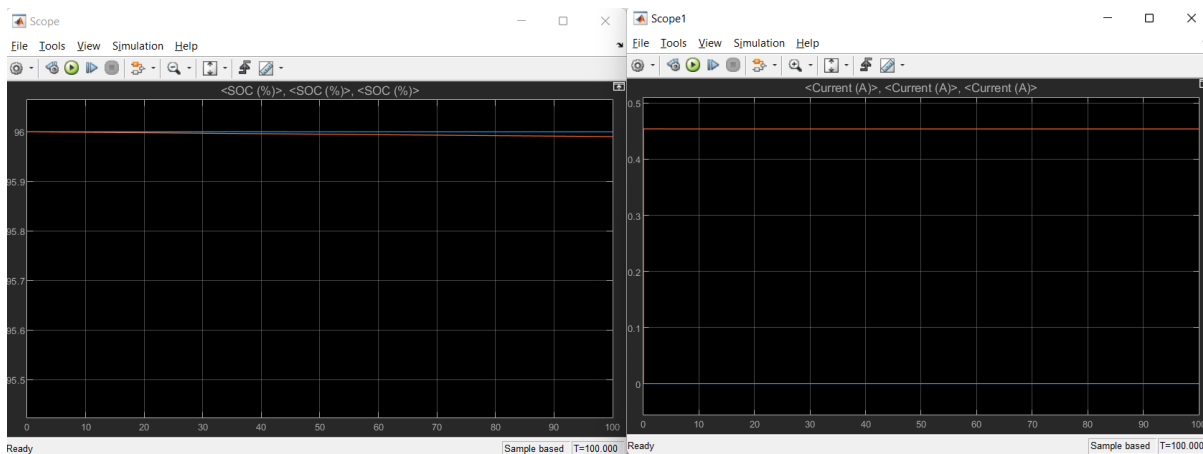 Scope
File Tools View Simulation Help
<SOC (%)>, <SOC (%)>, <SOC (%)>
96
95.9
95.8
95.7
95.6
95.5
0 10 20 30 40 50 60 70 80 90 100
Ready Sample based T=100.000
Scope1
File Tools View Simulation Help
<Current (A)>, <Current (A)>, <Current (A)>
0.5
0.4
0.3
0.2
0.1
0
0 10 20 30 40 50 60 70 80 90 100
Ready Sample based T=100.000